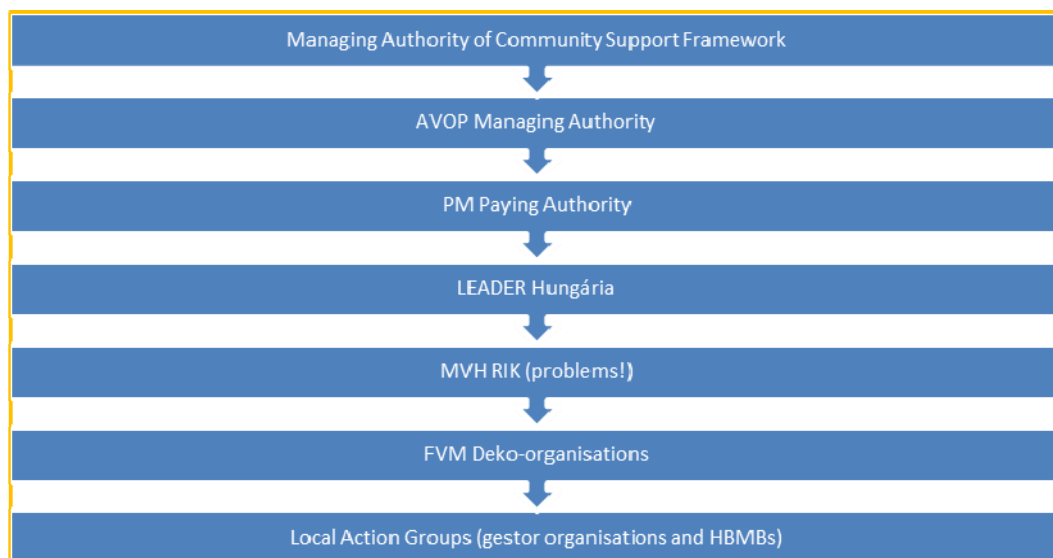 Managing Authority of Community Support Framework
AVOP Managing Authority
PM Paying Authority
LEADER Hungária
MVH RIK (problems!)
FVM Deko-organisations
Local Action Groups (gestor organisations and HBMBs)